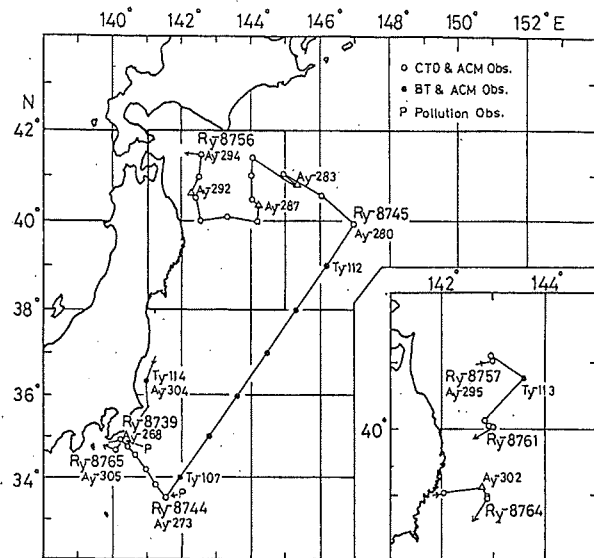 140° 142° 144° 146° 148° 150° 152°E
○ CTD & ACM Obs.
● BT & ACM Obs.
P Pollution Obs.
N
42°
Ry-8756
Ay-294
Ay-283
Ay-292
Ay-287
Ry-8745
Ay-280
40°
Ty-112
38°
142° 144°
Ry-8757
Ay-295
Ty-113
40°
Ry-8761
Ay-302
Ry-8764
Ty-114
Ay-304
36°
Ry-8739
Ay-268
P
Ry-8765
Ay-305
34°
Ty-107
Ry-8744
Ay-273